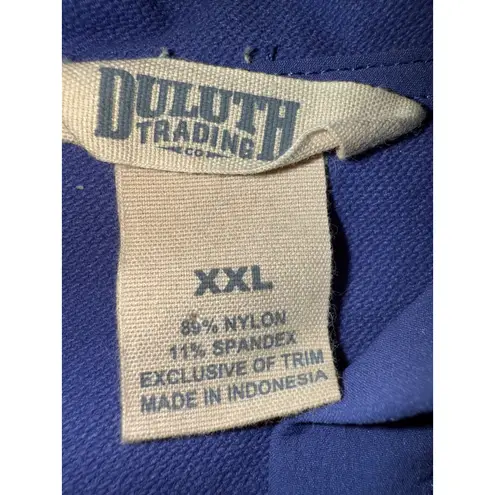 DULUTH
TRADING
CO
XXL
89% NYLON
11% SPANDEX
EXCLUSIVE OF TRIM
MADE IN INDONESIA